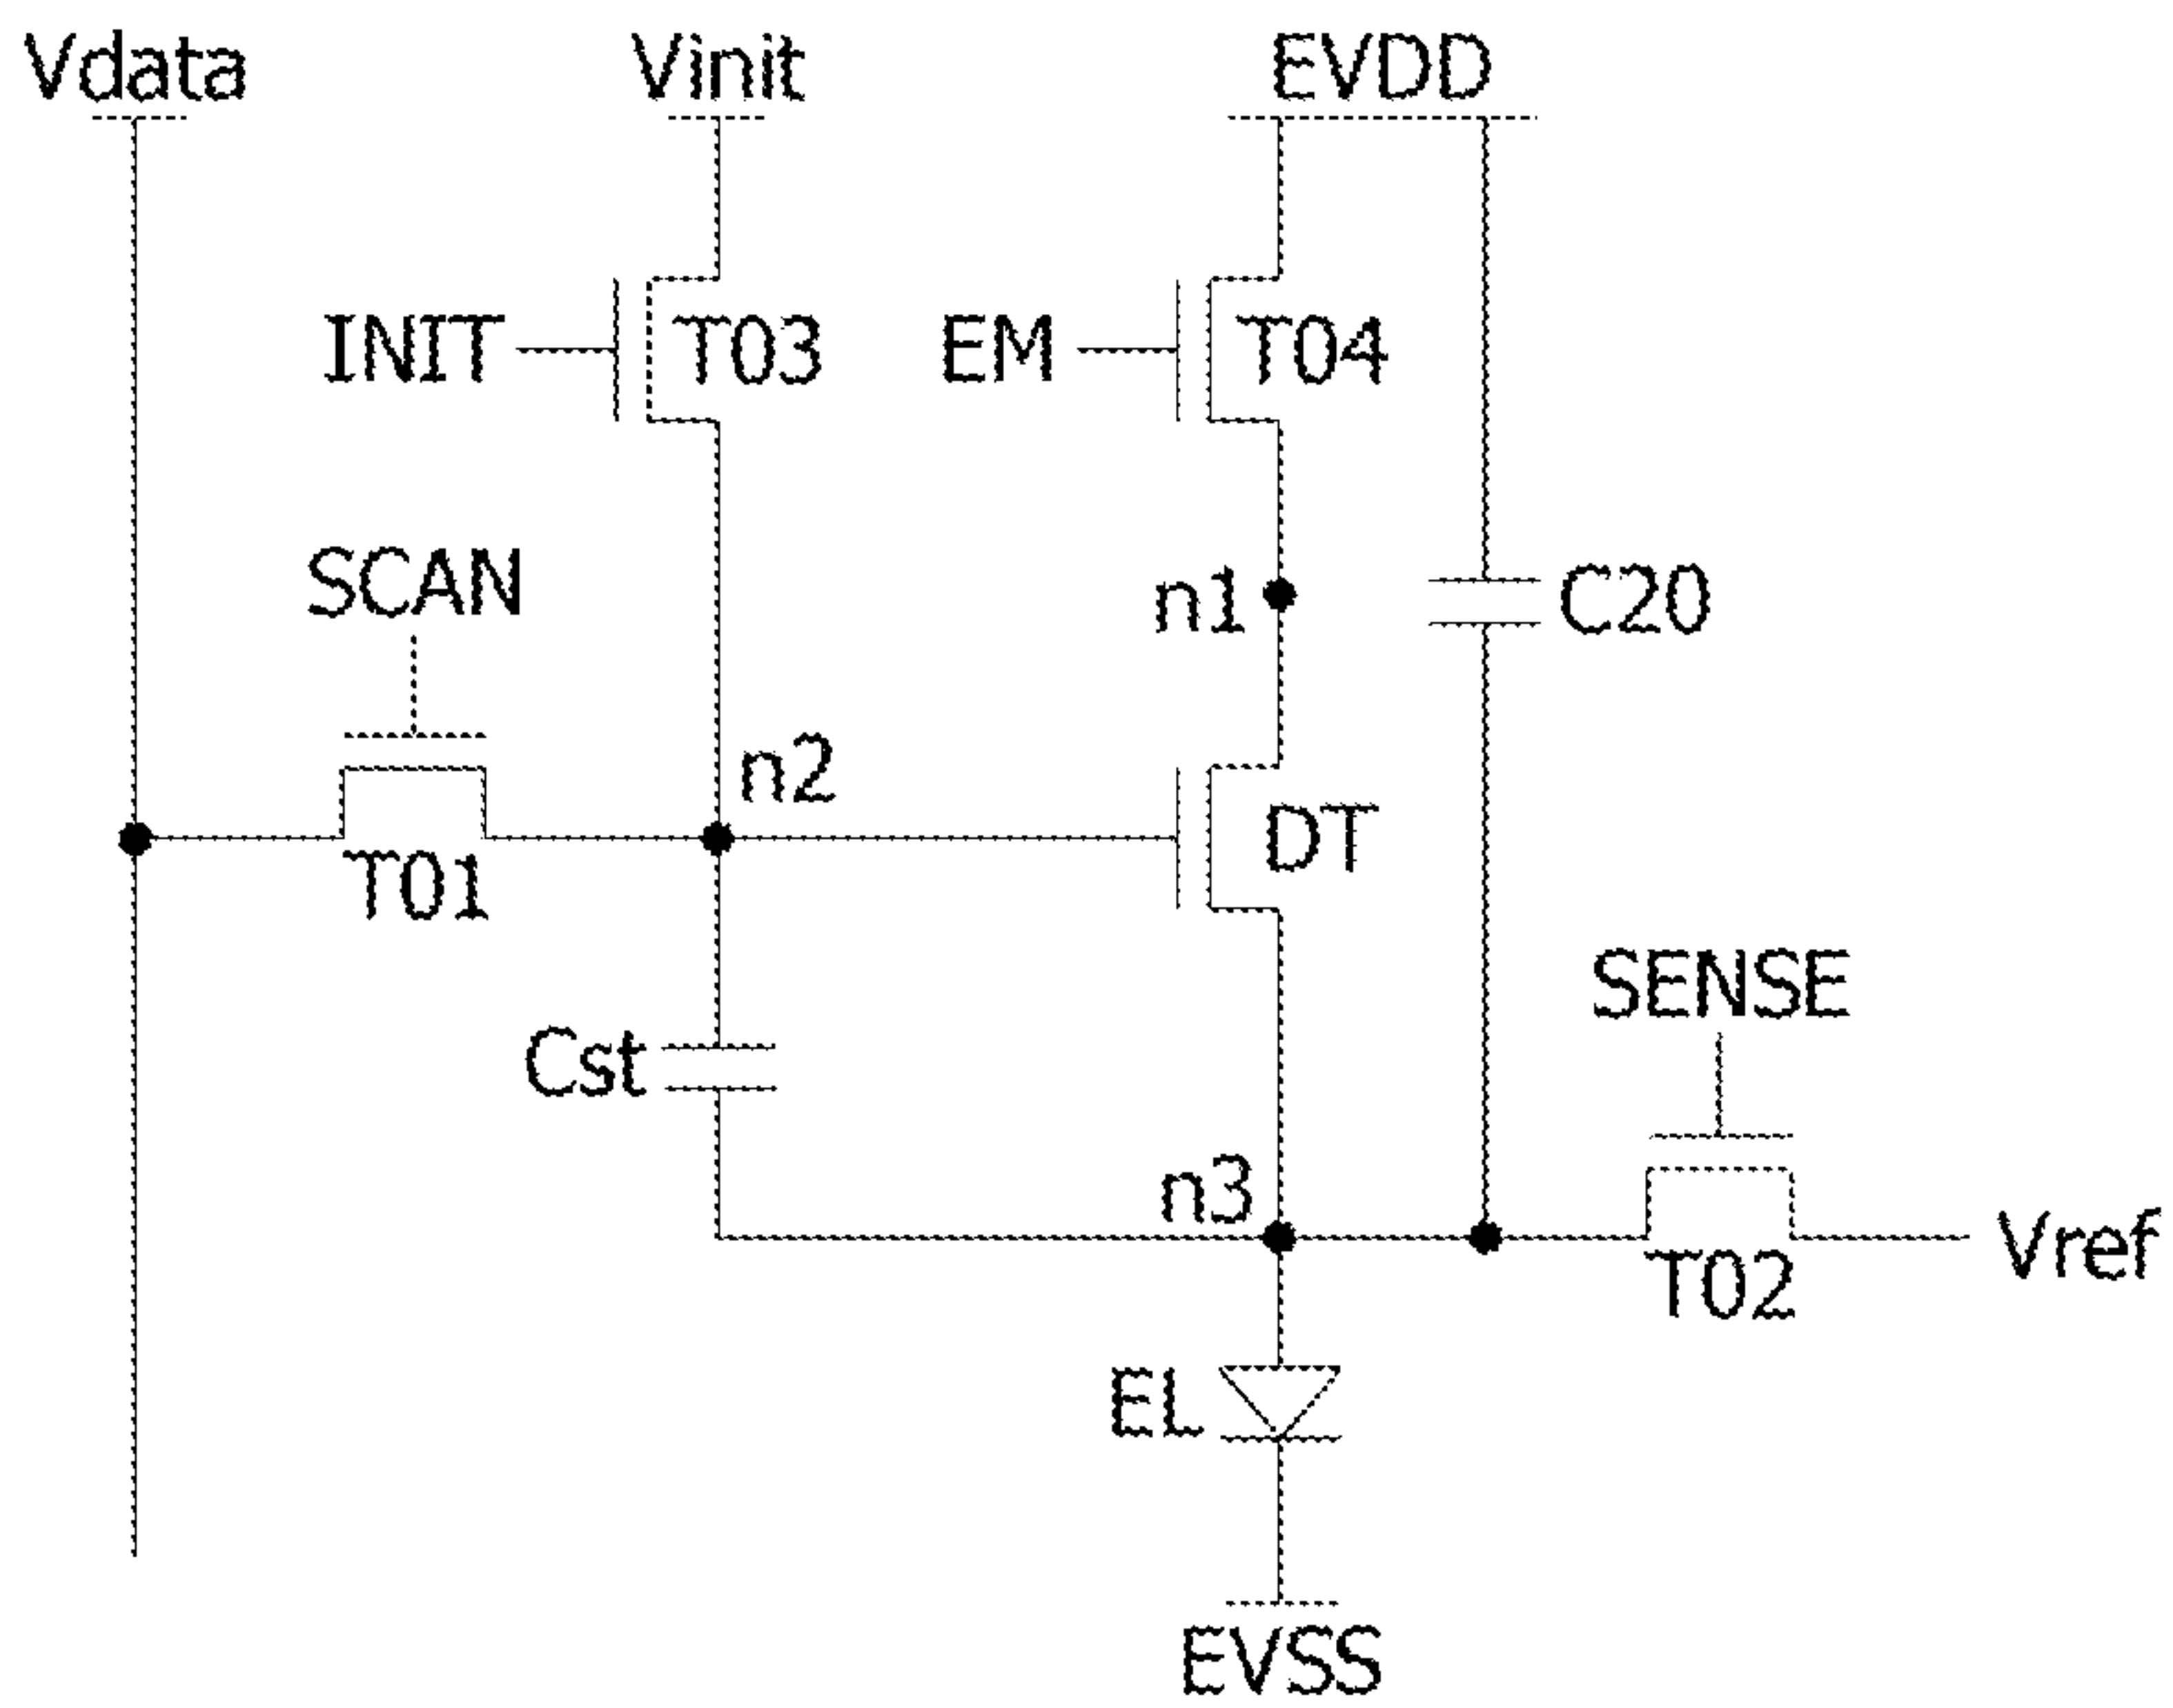 Vdata
Vinit
EVDD
INIT
T03
EM
T04
SCAN
n1
C20
n2
T01
DT
SENSE
Cst
n3
T02
Vref
EL
EVSS